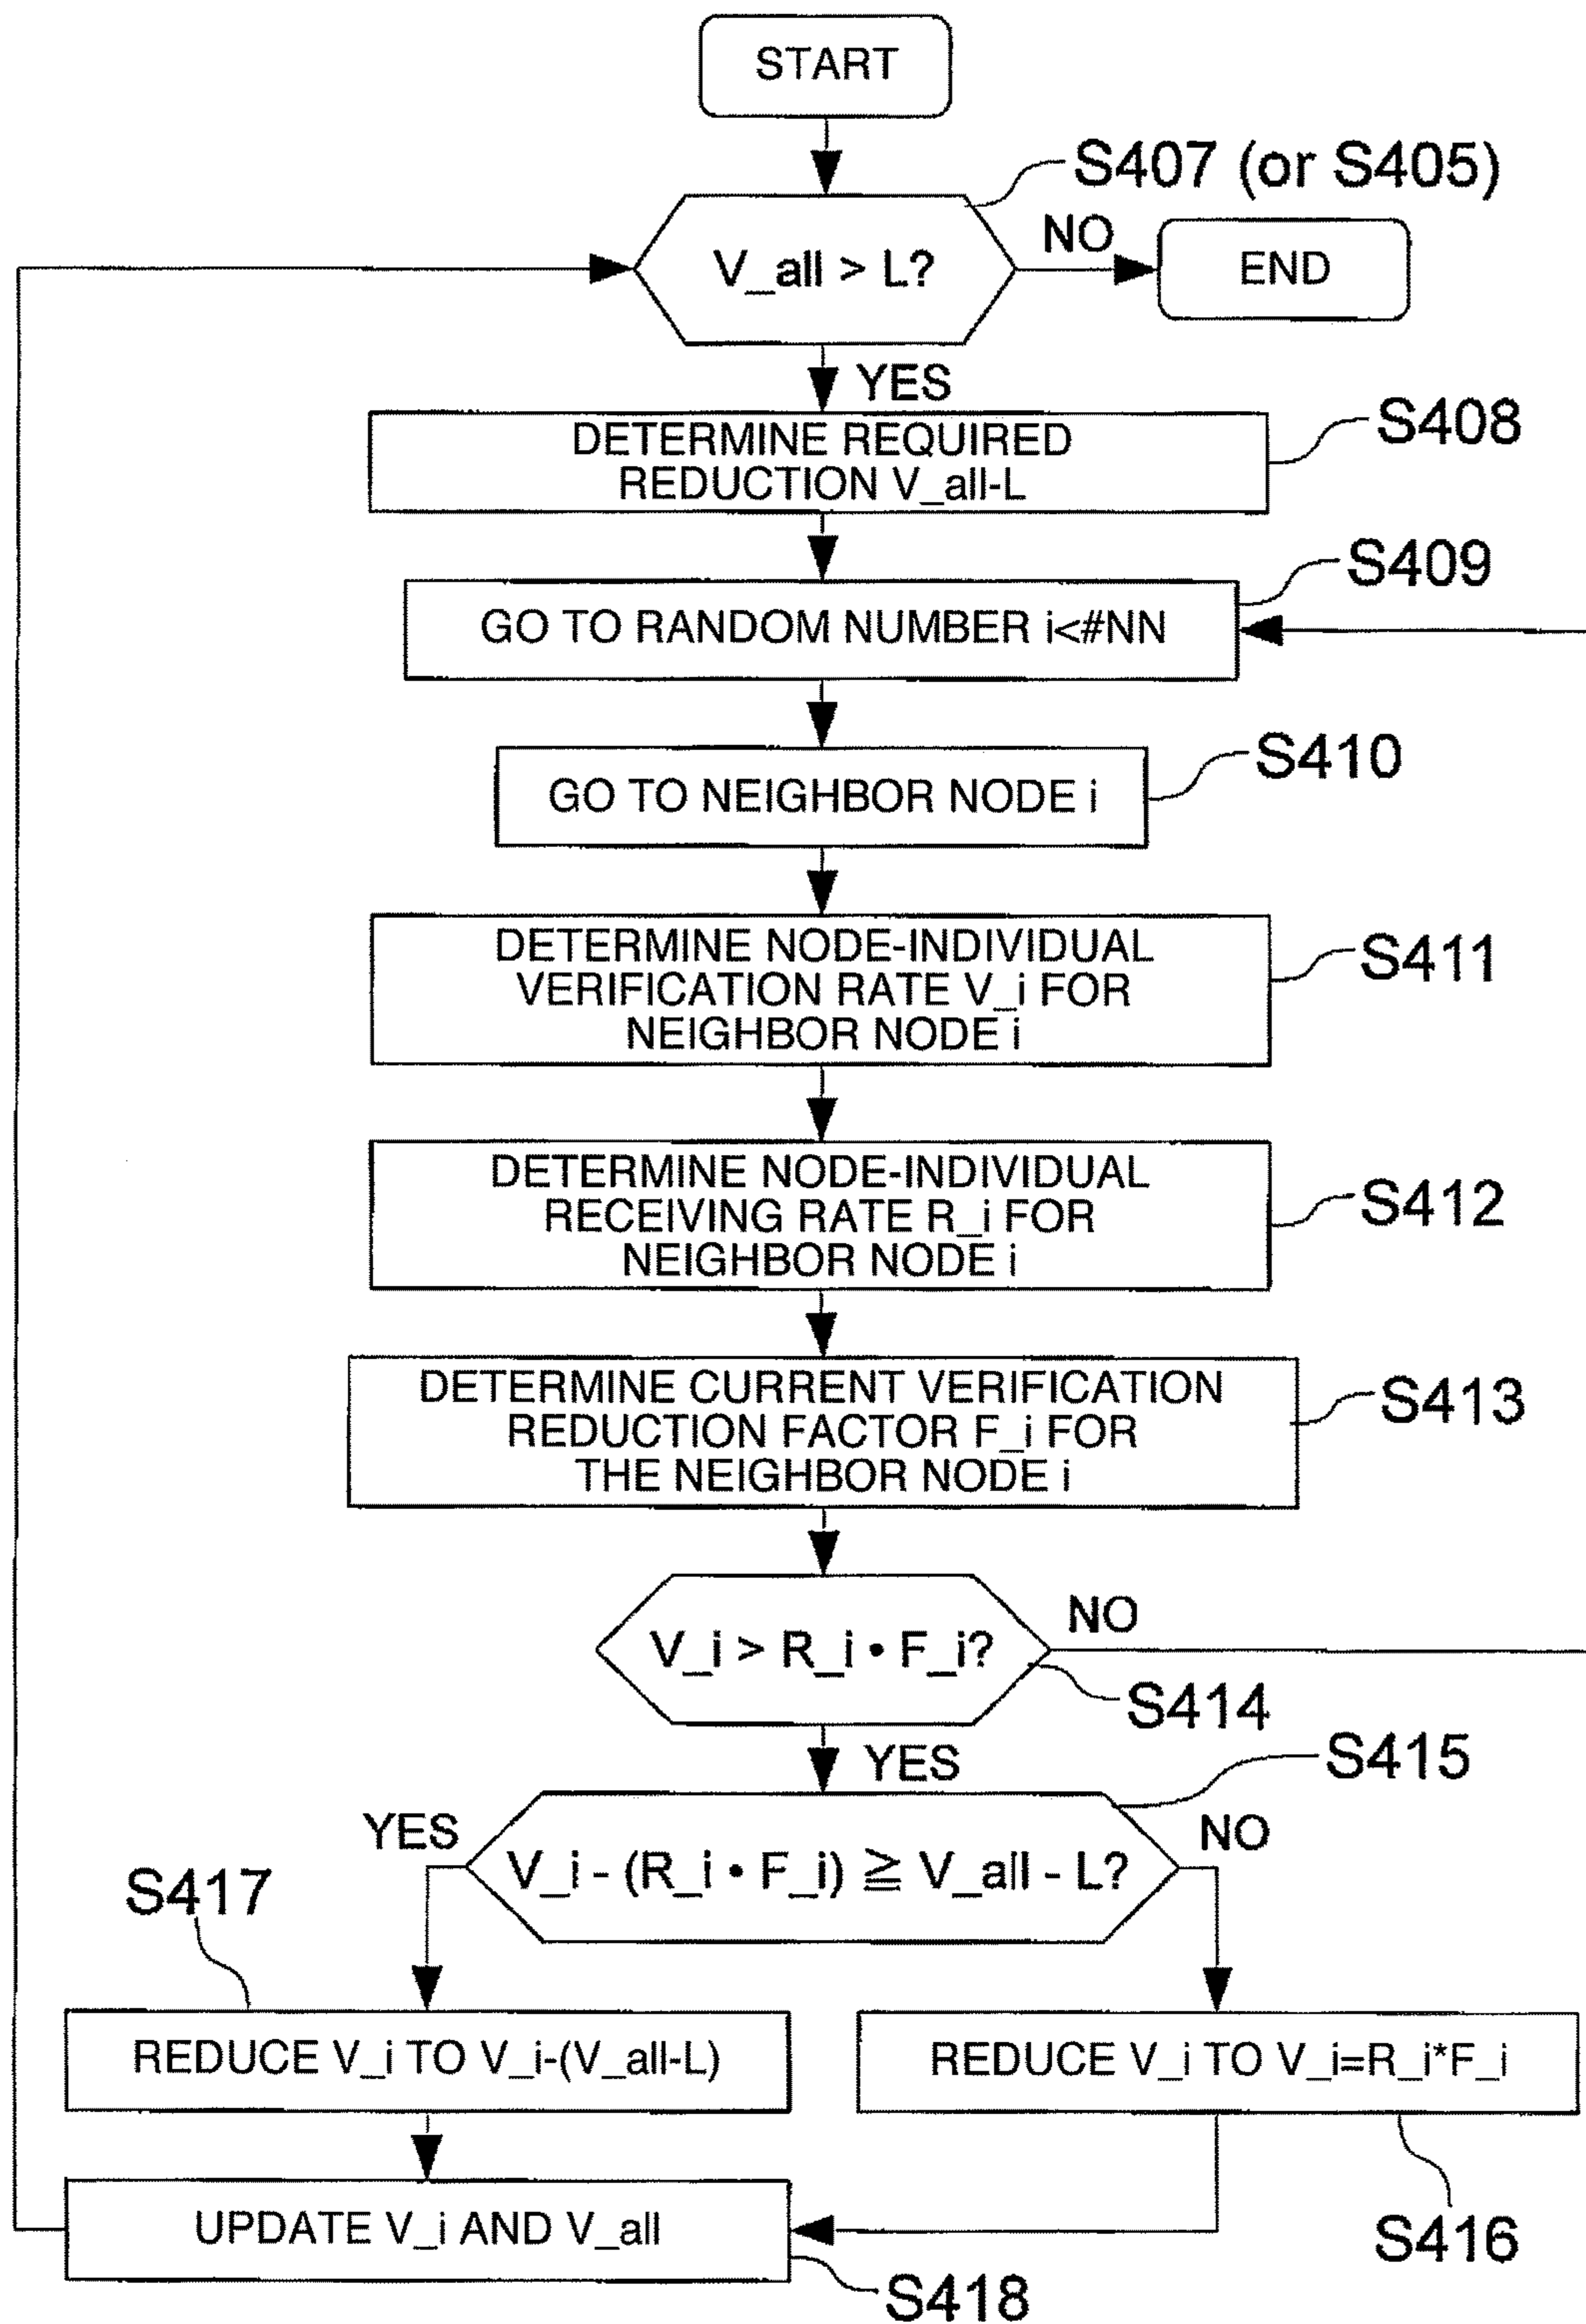 START
S407 (or S405)
V_all > L?
NO
END
YES
DETERMINE REQUIRED
REDUCTION V_all-L
S408
GO TO RANDOM NUMBER i<#NN
S409
GO TO NEIGHBOR NODE i
S410
DETERMINE NODE-INDIVIDUAL
VERIFICATION RATE V_i FOR
NEIGHBOR NODE i
S411
DETERMINE NODE-INDIVIDUAL
RECEIVING RATE R_i FOR
NEIGHBOR NODE i
S412
DETERMINE CURRENT VERIFICATION
REDUCTION FACTOR F_i FOR
THE NEIGHBOR NODE i
S413
V_i > R_i • F_i?
NO
S414
YES
S415
YES
V_i - (R_i • F_i) ≧ V_all - L?
NO
S417
REDUCE V_i TO V_i-(V_all-L)
REDUCE V_i TO V_i=R_i*F_i
S416
UPDATE V_i AND V_all
S418